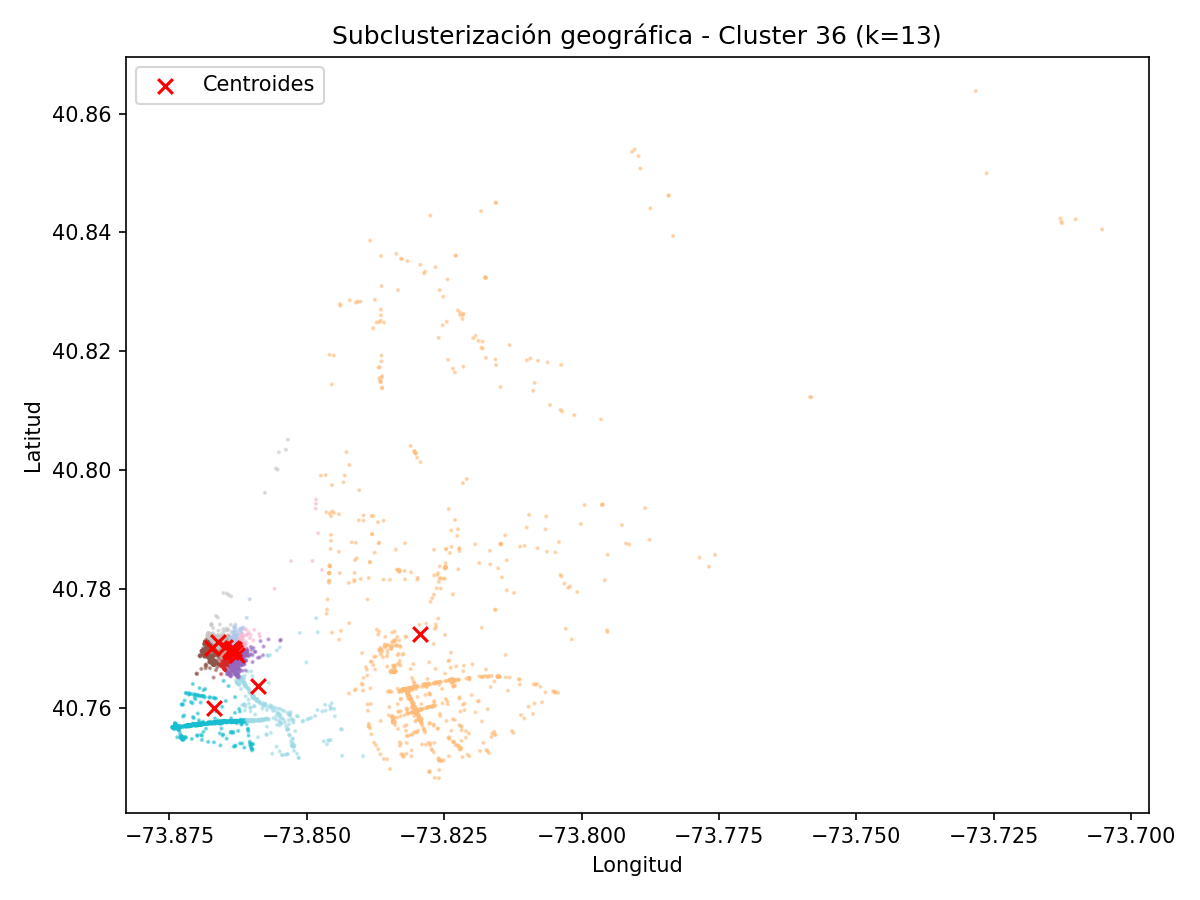 Subclusterización geográfica - Cluster 36 (k=13)
Centroides
40.86
40.84
40.82
40.80
40.78
40.76
Latitud
−73.875 −73.850 −73.825 −73.800 −73.775 −73.750 −73.725 −73.700
Longitud